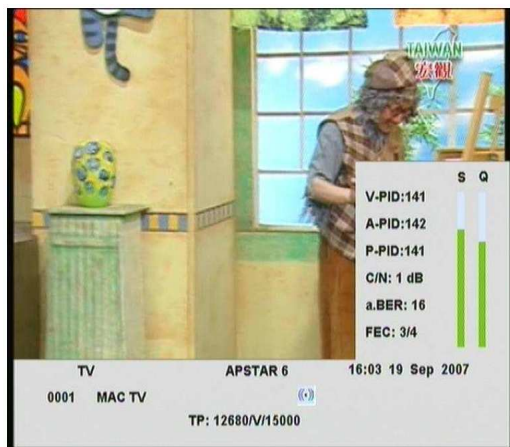 TAIWAN
宏觀
TV
S Q
V-PID:141
A-PID:142
P-PID:141
C/N: 1 dB
a.BER: 16
FEC: 3/4
TV APSTAR 6 16:03 19 Sep 2007
0001 MAC TV
TP: 12680/V/15000